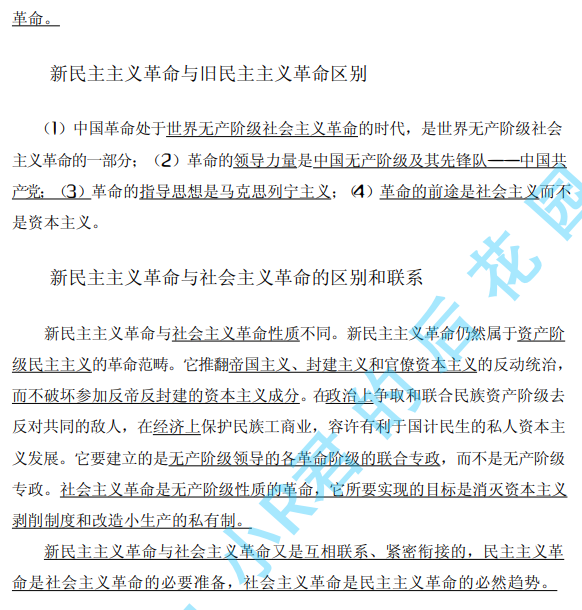 革命。
新民主主义革命与旧民主主义革命区别
（1）中国革命处于世界无产阶级社会主义革命的时代，是世界无产阶级社会
主义革命的一部分；（2）革命的领导力量是中国无产阶级及其先锋队——中国共
产党；（3）革命的指导思想是马克思列宁主义；（4）革命的前途是社会主义而不
是资本主义。
新民主主义革命与社会主义革命的区别和联系
新民主主义革命与社会主义革命性质不同。新民主主义革命仍然属于资产阶
级民主主义的革命范畴。它推翻帝国主义、封建主义和官僚资本主义的反动统治，
而不破坏参加反帝反封建的资本主义成分。在政治上争取和联合民族资产阶级去
反对共同的敌人，在经济上保护民族工商业，容许有利于国计民生的私人资本主
义发展。它要建立的是无产阶级领导的各革命阶级的联合专政，而不是无产阶级
专政。社会主义革命是无产阶级性质的革命，它所要实现的目标是消灭资本主义
剥削制度和改造小生产的私有制。
新民主主义革命与社会主义革命又是互相联系、紧密衔接的，民主主义革
命是社会主义革命的必要准备，社会主义革命是民主主义革命的必然趋势。
小R君的后花园